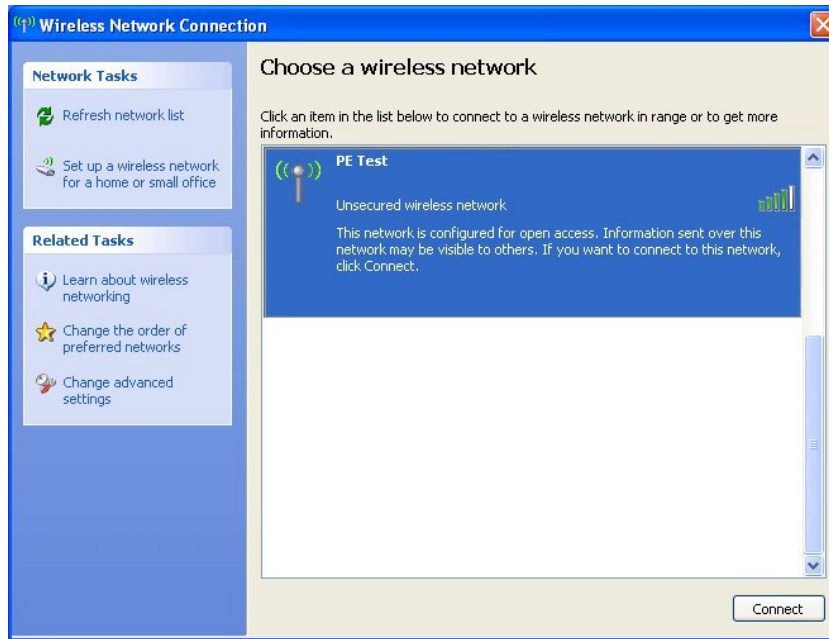 Wireless Network Connection
Network Tasks
Refresh network list
Set up a wireless network
for a home or small office
Related Tasks
Learn about wireless
networking
Change the order of
preferred networks
Change advanced
settings
Choose a wireless network
Click an item in the list below to connect to a wireless network in range or to get more
information.
PE Test
Unsecured wireless network
This network is configured for open access. Information sent over this
network may be visible to others. If you want to connect to this network,
click Connect.
Connect